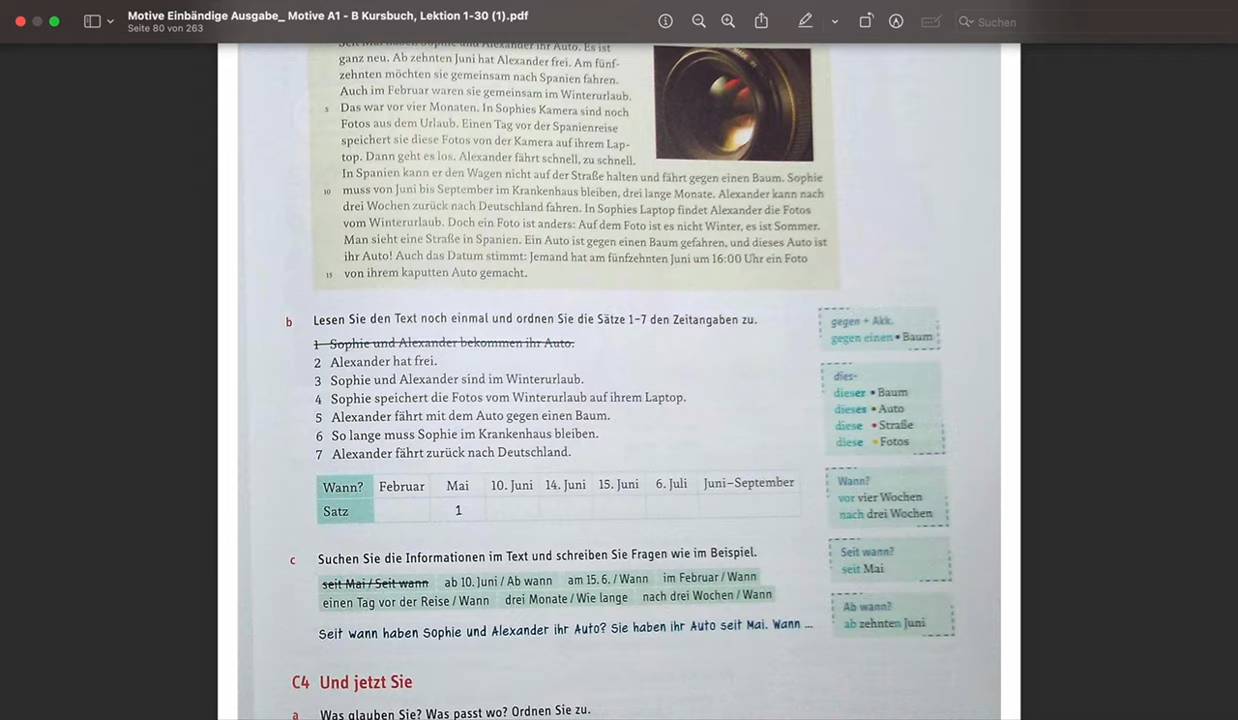 Motive Einbändige Ausgabe_ Motive A1 - B Kursbuch, Lektion 1-30 (1).pdf
Seite 80 von 263
Suchen
Seit Mai haben Sophie und Alexander ihr Auto. Es ist
ganz neu. Ab zehnten Juni hat Alexander frei. Am fünf-
zehnten möchten sie gemeinsam nach Spanien fahren.
Auch im Februar waren sie gemeinsam im Winterurlaub.
5 Das war vor vier Monaten. In Sophies Kamera sind noch
Fotos aus dem Urlaub. Einen Tag vor der Spanienreise
speichert sie diese Fotos von der Kamera auf ihrem Lap-
top. Dann geht es los. Alexander fährt schnell, zu schnell.
In Spanien kann er den Wagen nicht auf der Straße halten und fährt gegen einen Baum. Sophie
10 muss von Juni bis September im Krankenhaus bleiben, drei lange Monate. Alexander kann nach
drei Wochen zurück nach Deutschland fahren. In Sophies Laptop findet Alexander die Fotos
vom Winterurlaub. Doch ein Foto ist anders: Auf dem Foto ist es nicht Winter, es ist Sommer.
Man sieht eine Straße in Spanien. Ein Auto ist gegen einen Baum gefahren, und dieses Auto ist
ihr Auto! Auch das Datum stimmt: Jemand hat am fünfzehnten Juni um 16:00 Uhr ein Foto
15 von ihrem kaputten Auto gemacht.
b Lesen Sie den Text noch einmal und ordnen Sie die Sätze 1–7 den Zeitangaben zu.
1 Sophie und Alexander bekommen ihr Auto.
2 Alexander hat frei.
3 Sophie und Alexander sind im Winterurlaub.
4 Sophie speichert die Fotos vom Winterurlaub auf ihrem Laptop.
5 Alexander fährt mit dem Auto gegen einen Baum.
6 So lange muss Sophie im Krankenhaus bleiben.
7 Alexander fährt zurück nach Deutschland.
Wann? Februar Mai 10. Juni 14. Juni 15. Juni 6. Juli Juni–September
Satz 1
c Suchen Sie die Informationen im Text und schreiben Sie Fragen wie im Beispiel.
seit Mai / Seit wann ab 10. Juni / Ab wann am 15. 6. / Wann im Februar / Wann
einen Tag vor der Reise / Wann drei Monate / Wie lange nach drei Wochen / Wann
Seit wann haben Sophie und Alexander ihr Auto? Sie haben ihr Auto seit Mai. Wann ...
gegen + Akk.
gegen einen • Baum
dies-
dieser • Baum
dieses • Auto
diese • Straße
diese • Fotos
Wann?
vor vier Wochen
nach drei Wochen
Seit wann?
seit Mai
Ab wann?
ab zehnten Juni
C4 Und jetzt Sie
a Was glauben Sie? Was passt wo? Ordnen Sie zu.